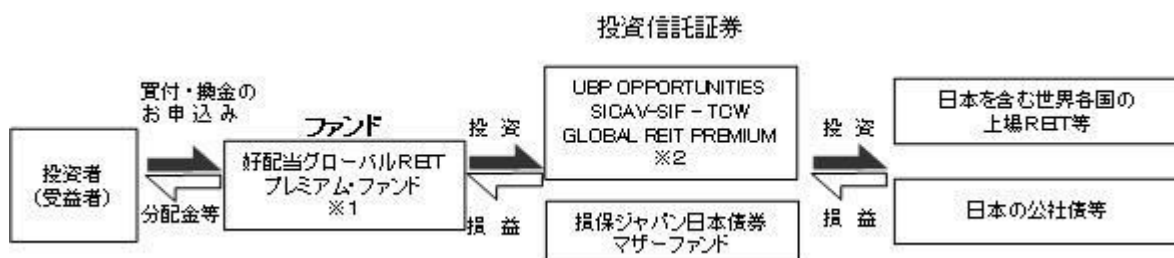 投資信託証券
買付・換金の
お申込み
投資者
(受益者)
分配金等
ファンド
好配当グローバルREIT
プレミアム・ファンド
※1
投資
損益
UBP OPPORTUNITIES
SICAV-SIF - TCW
GLOBAL REIT PREMIUM
※2
損保ジャパン日本債券
マザーファンド
投資
損益
日本を含む世界各国の
上場REIT等
日本の公社債等